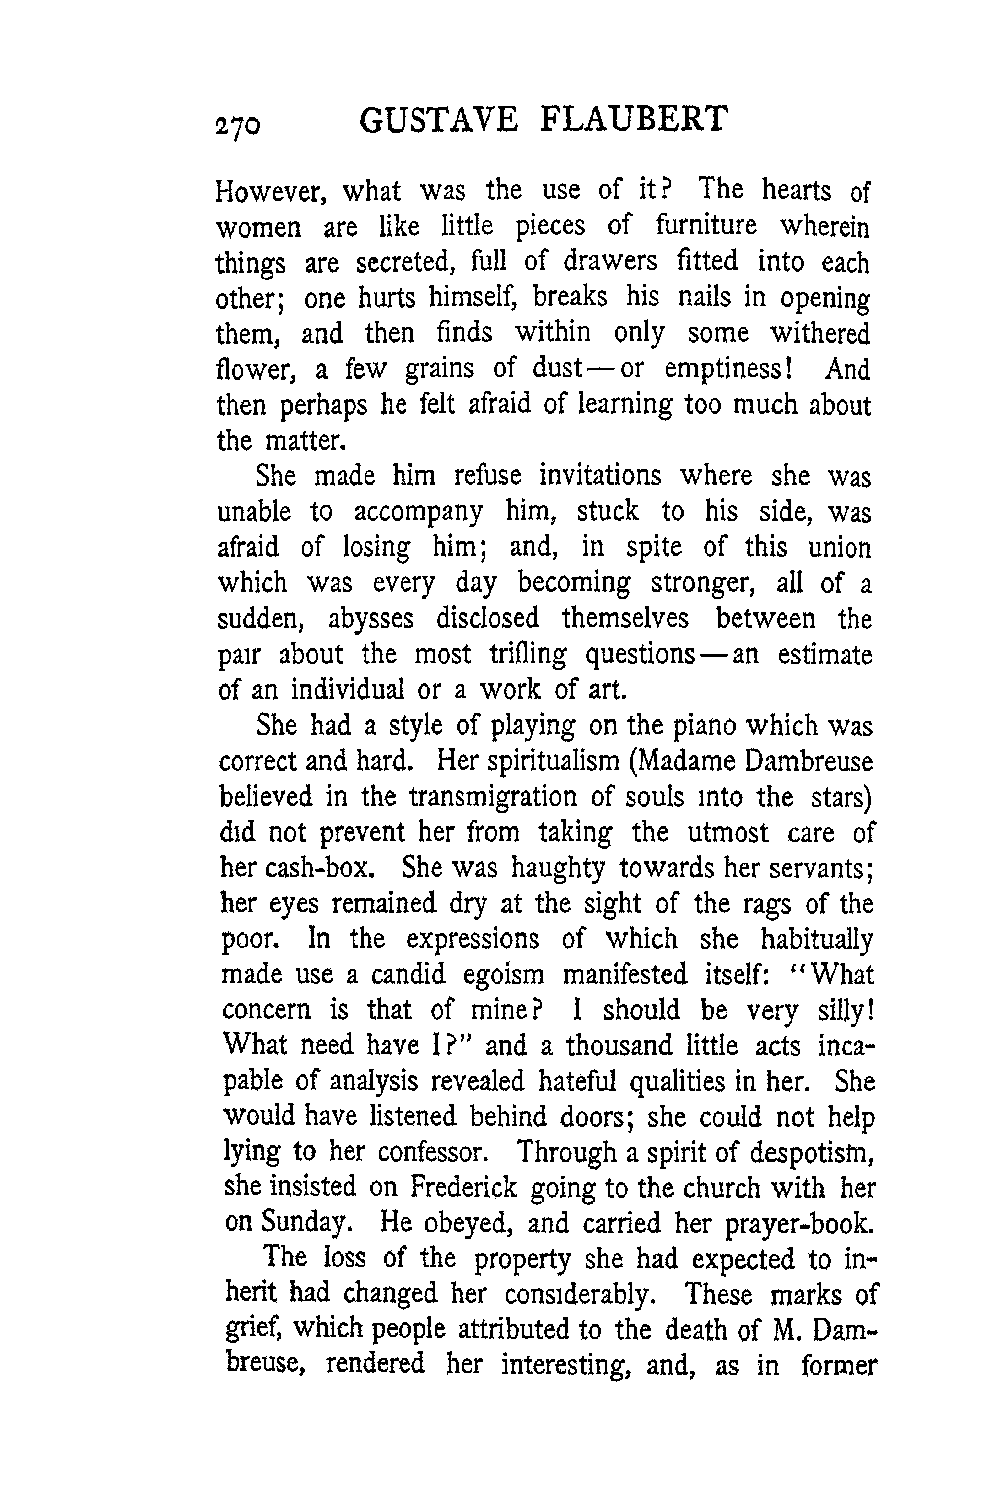 270 GUSTAVE FLAUBERT
However, what was the use of it? The hearts of
women are like little pieces of furniture wherein
things are secreted, full of drawers fitted into each
other; one hurts himself, breaks his nails in opening
them, and then finds within only some withered
flower, a few grains of dust—or emptiness! And
then perhaps he felt afraid of learning too much about
the matter.
She made him refuse invitations where she was
unable to accompany him, stuck to his side, was
afraid of losing him; and, in spite of this union
which was every day becoming stronger, all of a
sudden, abysses disclosed themselves between the
pair about the most trifling questions—an estimate
of an individual or a work of art.
She had a style of playing on the piano which was
correct and hard. Her spiritualism (Madame Dambreuse
believed in the transmigration of souls into the stars)
did not prevent her from taking the utmost care of
her cash-box. She was haughty towards her servants;
her eyes remained dry at the sight of the rags of the
poor. In the expressions of which she habitually
made use a candid egoism manifested itself: "What
concern is that of mine? I should be very silly!
What need have I?" and a thousand little acts inca-
pable of analysis revealed hateful qualities in her. She
would have listened behind doors; she could not help
lying to her confessor. Through a spirit of despotism,
she insisted on Frederick going to the church with her
on Sunday. He obeyed, and carried her prayer-book.
The loss of the property she had expected to in-
herit had changed her considerably. These marks of
grief, which people attributed to the death of M. Dam-
breuse, rendered her interesting, and, as in former